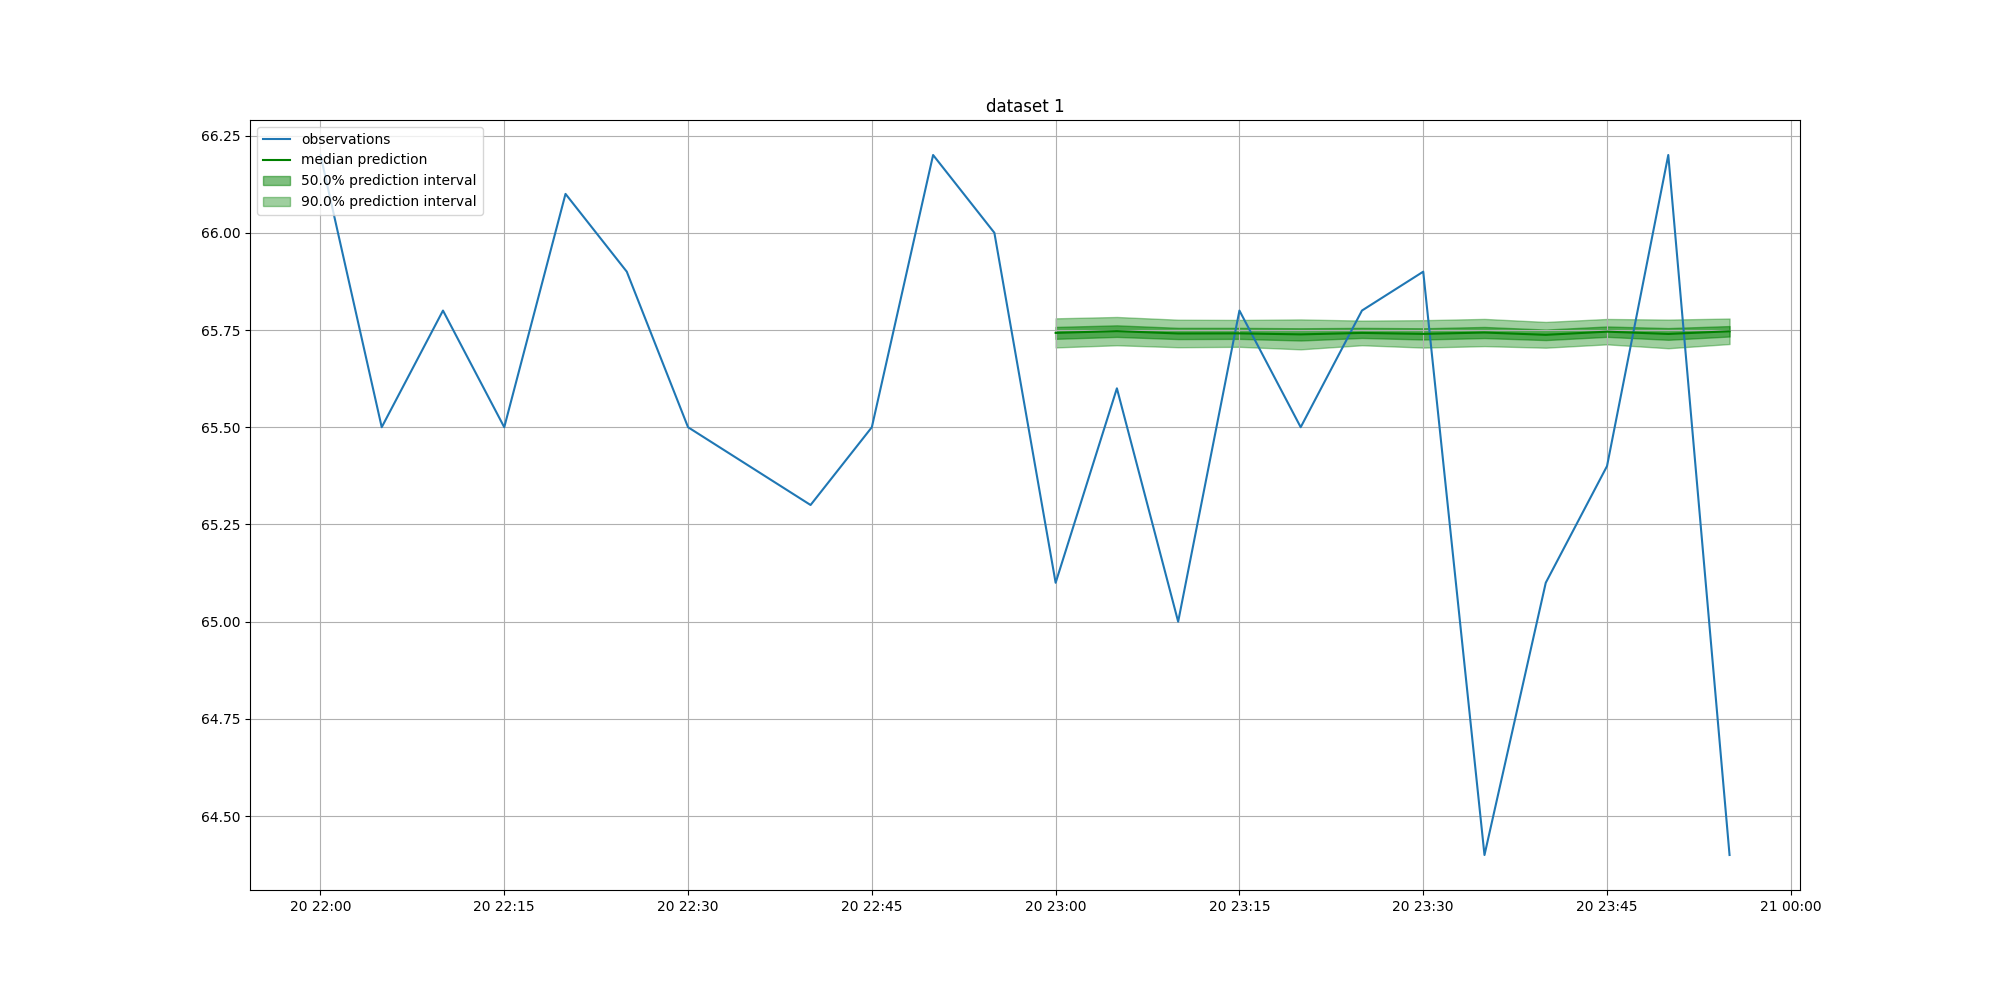 dataset 1
66.25
66.00
65.75
65.50
65.25
65.00
64.75
64.50
observations
median prediction
50.0% prediction interval
90.0% prediction interval
20 22:00 20 22:15 20 22:30 20 22:45 20 23:00 20 23:15 20 23:30 20 23:45 21 00:00